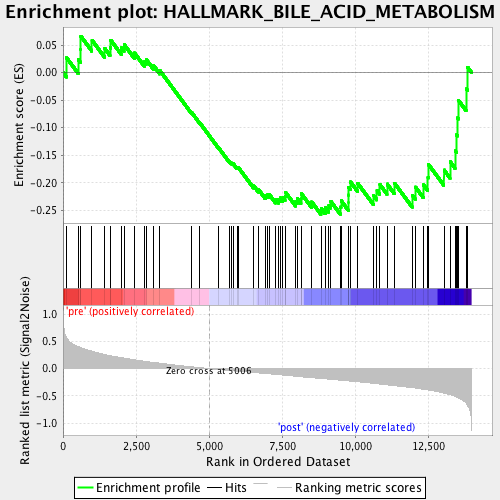 Enrichment plot: HALLMARK_BILE_ACID_METABOLISM
Enrichment score (ES)
0.05
0.00
-0.05
-0.10
-0.15
-0.20
-0.25
'pre' (positively correlated)
Ranked list metric (Signal2Noise)
1.0
0.5
0.0
-0.5
-1.0
Zero cross at 5006
'post' (negatively correlated)
0
2,500
5,000
7,500
10,000
12,500
Rank in Ordered Dataset
Enrichment profile
Hits
Ranking metric scores